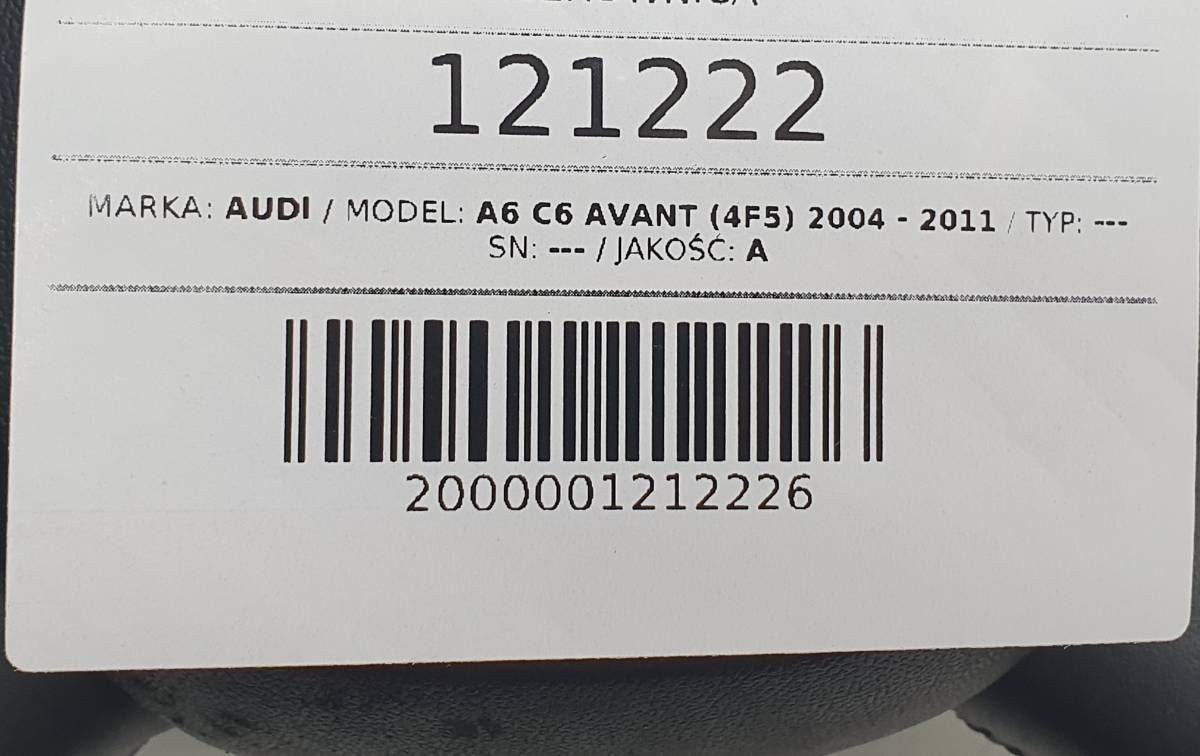 121222
MARKA: AUDI / MODEL: A6 C6 AVANT (4F5) 2004 - 2011 / TYP: ---
SN: --- / JAKOŚĆ: A
2000001212226